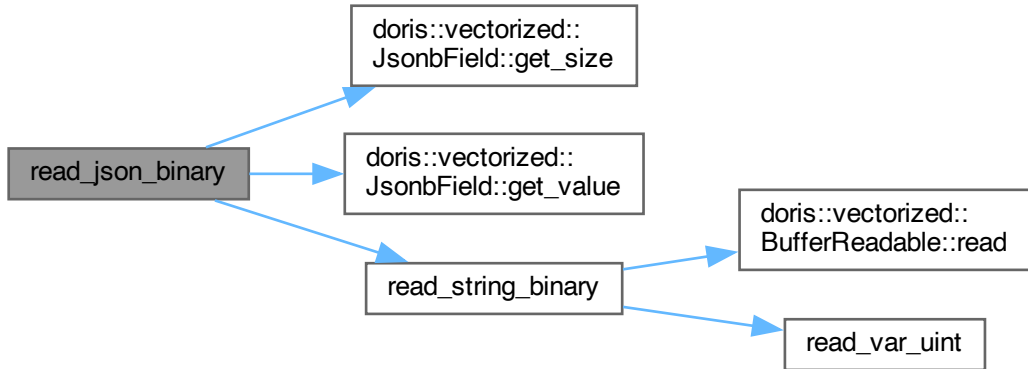 doris::vectorized::
JsonbField::get_size
read_json_binary
doris::vectorized::
JsonbField::get_value
doris::vectorized::
BufferReadable::read
read_string_binary
read_var_uint